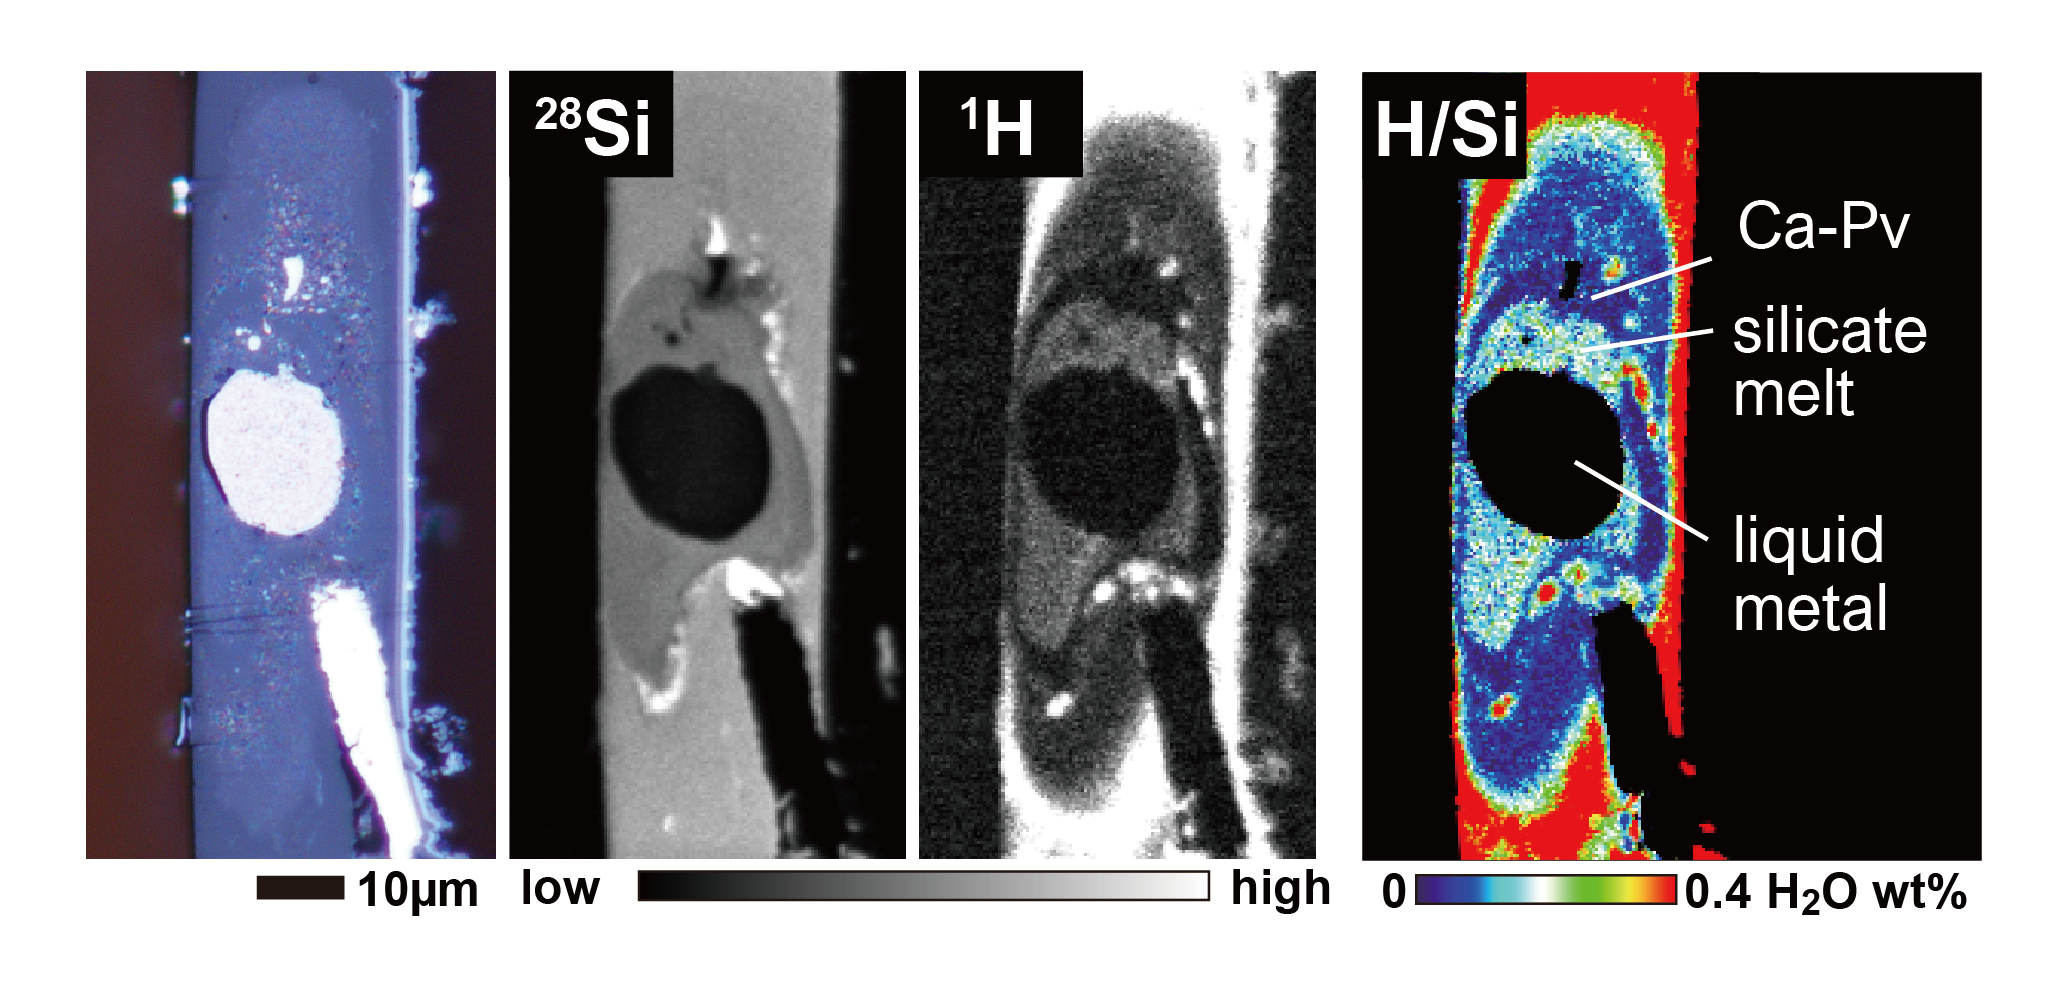 ²⁸Si
¹H
H/Si
Ca-Pv
silicate
melt
liquid
metal
10µm
low
high
0
0.4 H₂O wt%